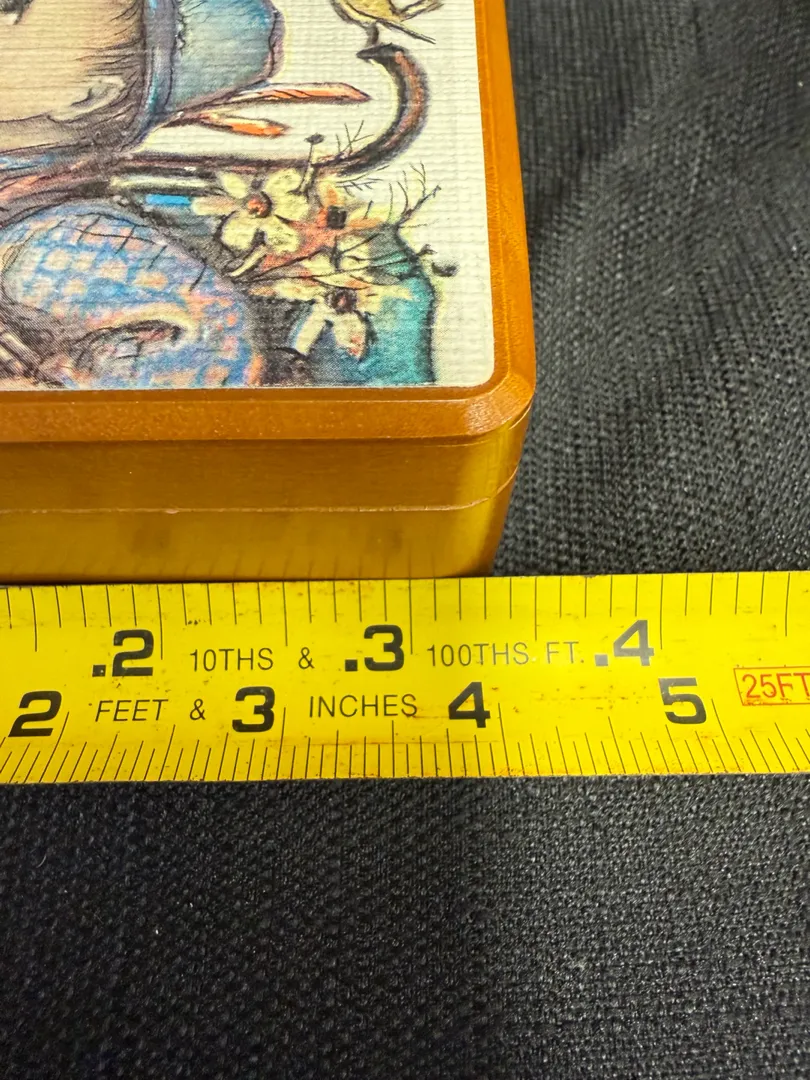 .2 10THS & .3 100THS FT. .4
2 FEET & 3 INCHES 4 5 25FT